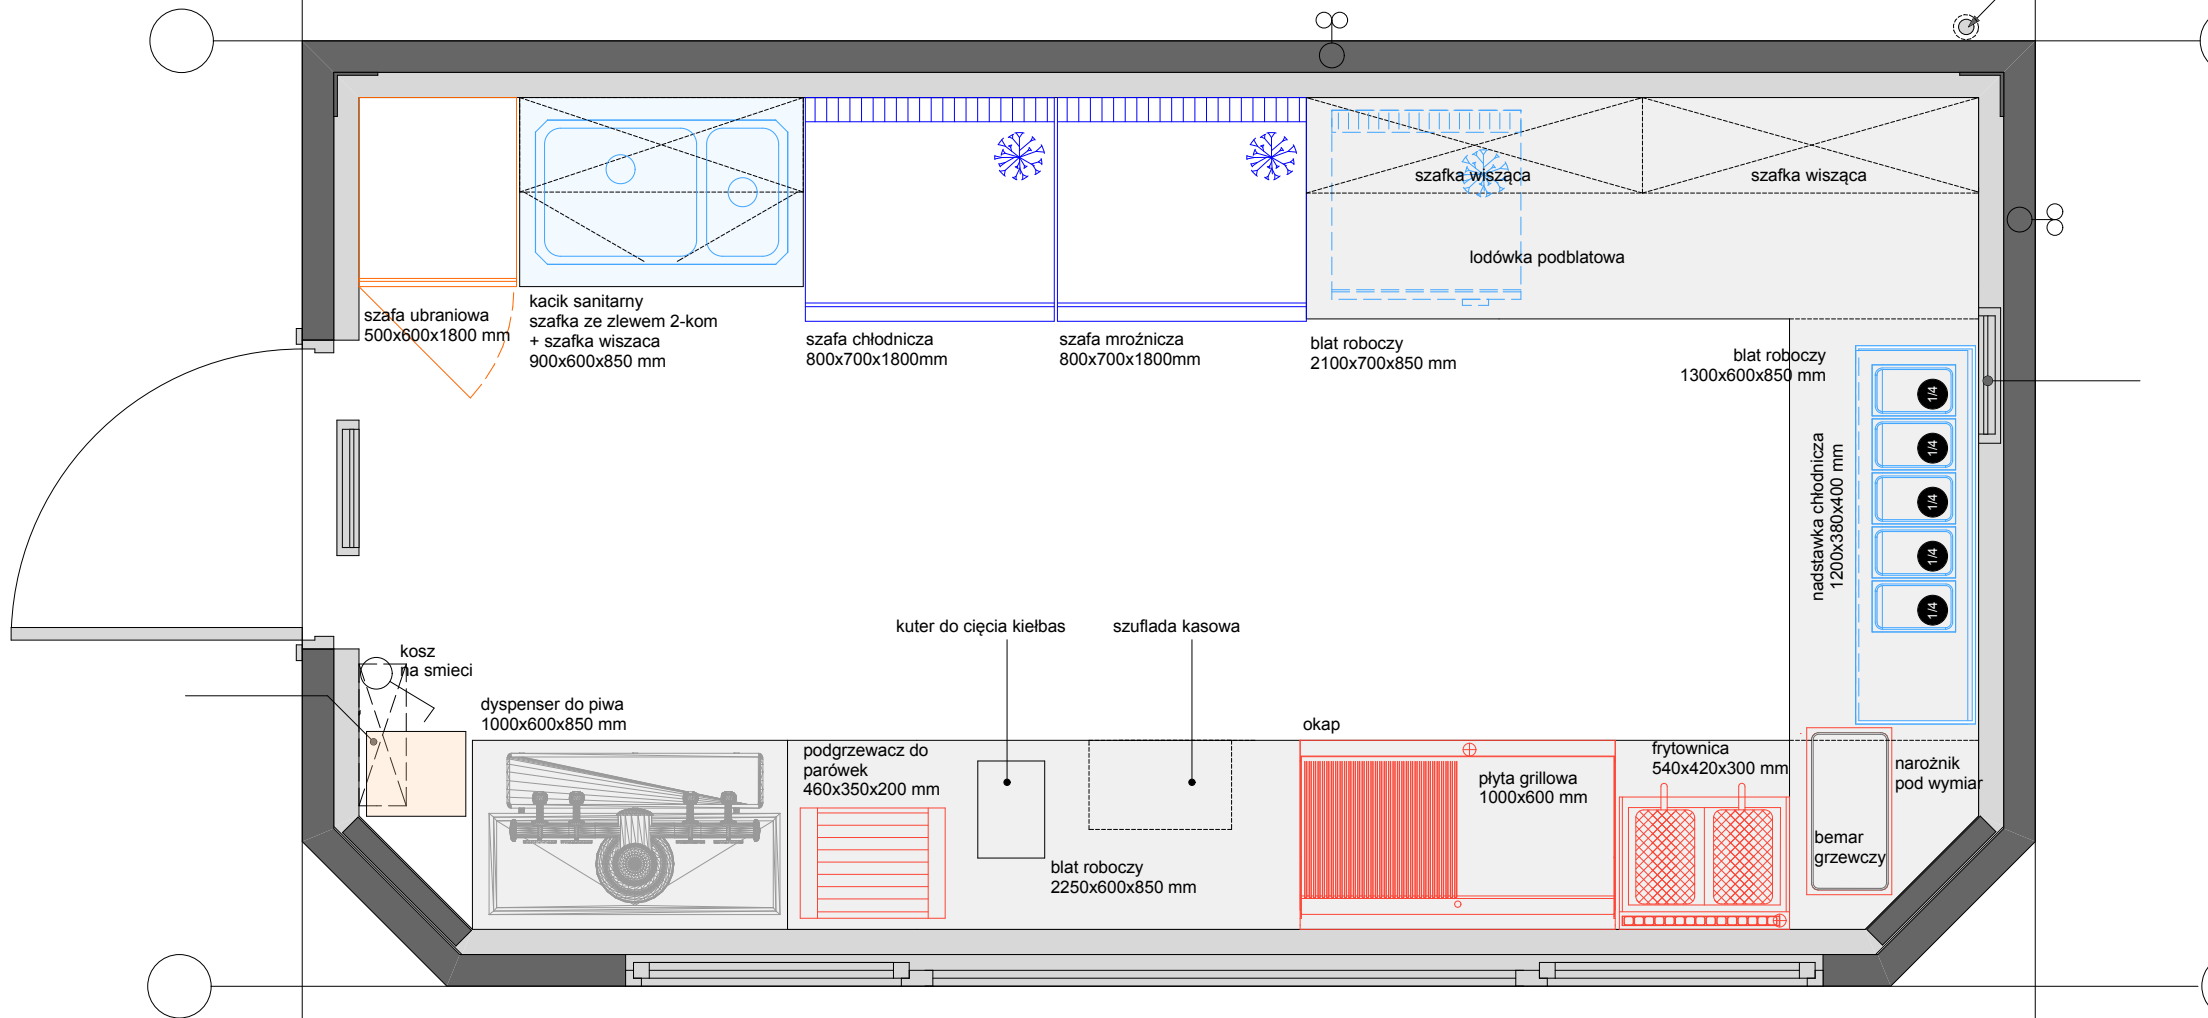 szafka wisząca
szafka wisząca
lodówka podblatowa
szafa ubraniowa
500x600x1800 mm
kacik sanitarny
szafka ze zlewem 2-kom
+ szafka wiszaca
900x600x850 mm
szafa chłodnicza
800x700x1800mm
szafa mroźnicza
800x700x1800mm
blat roboczy
2100x700x850 mm
blat roboczy
1300x600x850 mm
1/4
1/4
1/4
1/4
1/4
nadstawka chłodnicza
1200x380x400 mm
kuter do cięcia kiełbas
szuflada kasowa
kosz
na smieci
dyspenser do piwa
1000x600x850 mm
podgrzewacz do
parówek
460x350x200 mm
okap
płyta grillowa
1000x600 mm
frytownica
540x420x300 mm
narożnik
pod wymiar
bemar
grzewczy
blat roboczy
2250x600x850 mm